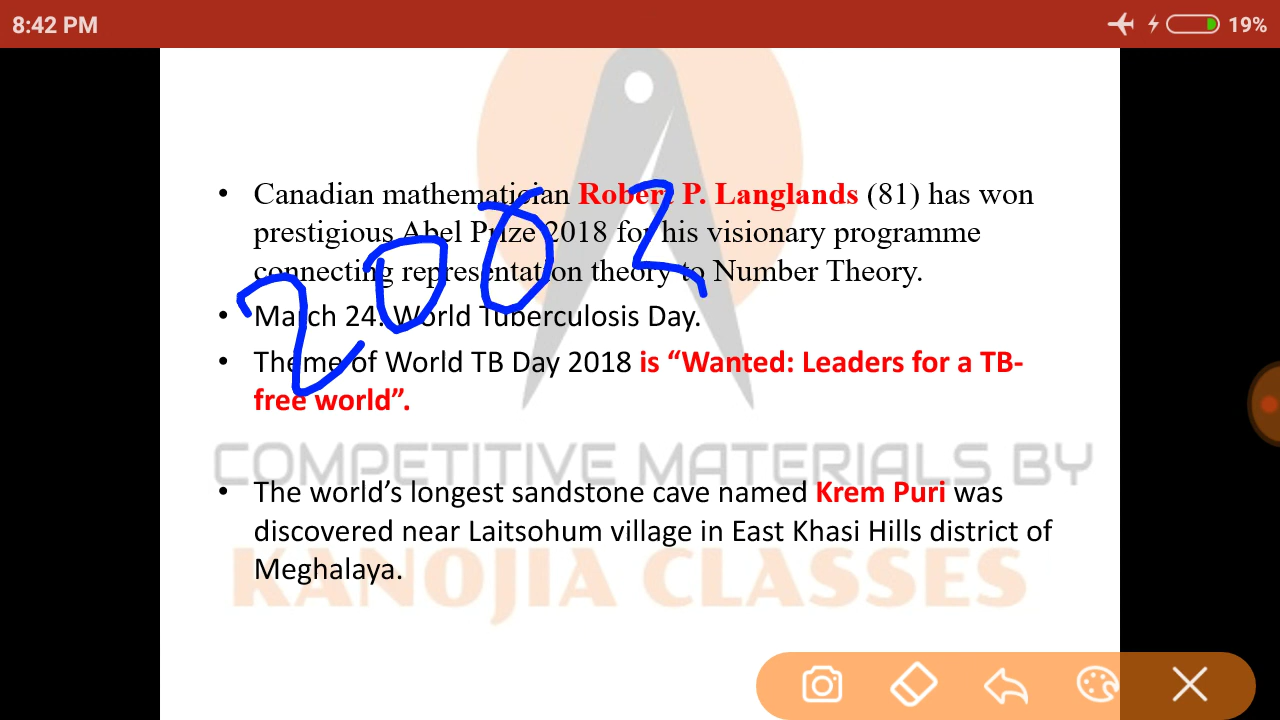 8:42 PM
19%
• Canadian mathematician Robert P. Langlands (81) has won
prestigious Abel Prize 2018 for his visionary programme
connecting representation theory to Number Theory.
• March 24: World Tuberculosis Day.
• Theme of World TB Day 2018 is “Wanted: Leaders for a TB-
free world”.
COMPETITIVE MATERIALS BY
• The world’s longest sandstone cave named Krem Puri was
discovered near Laitsohum village in East Khasi Hills district of
Meghalaya.
KANOJIA CLASSES
2002